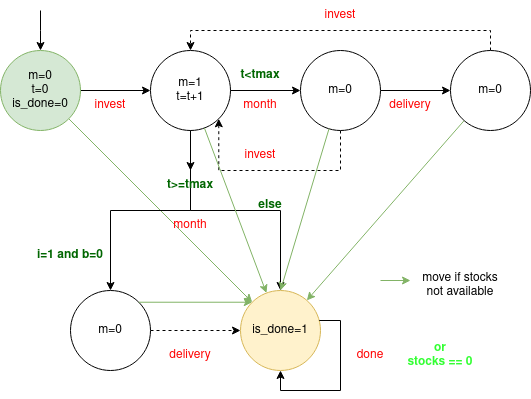 invest
m=0
t=0
is_done=0
invest
m=1
t=t+1
t<tmax
month
m=0
delivery
m=0
invest
t>=tmax
else
month
i=1 and b=0
move if stocks
not available
m=0
delivery
is_done=1
done
or
stocks == 0